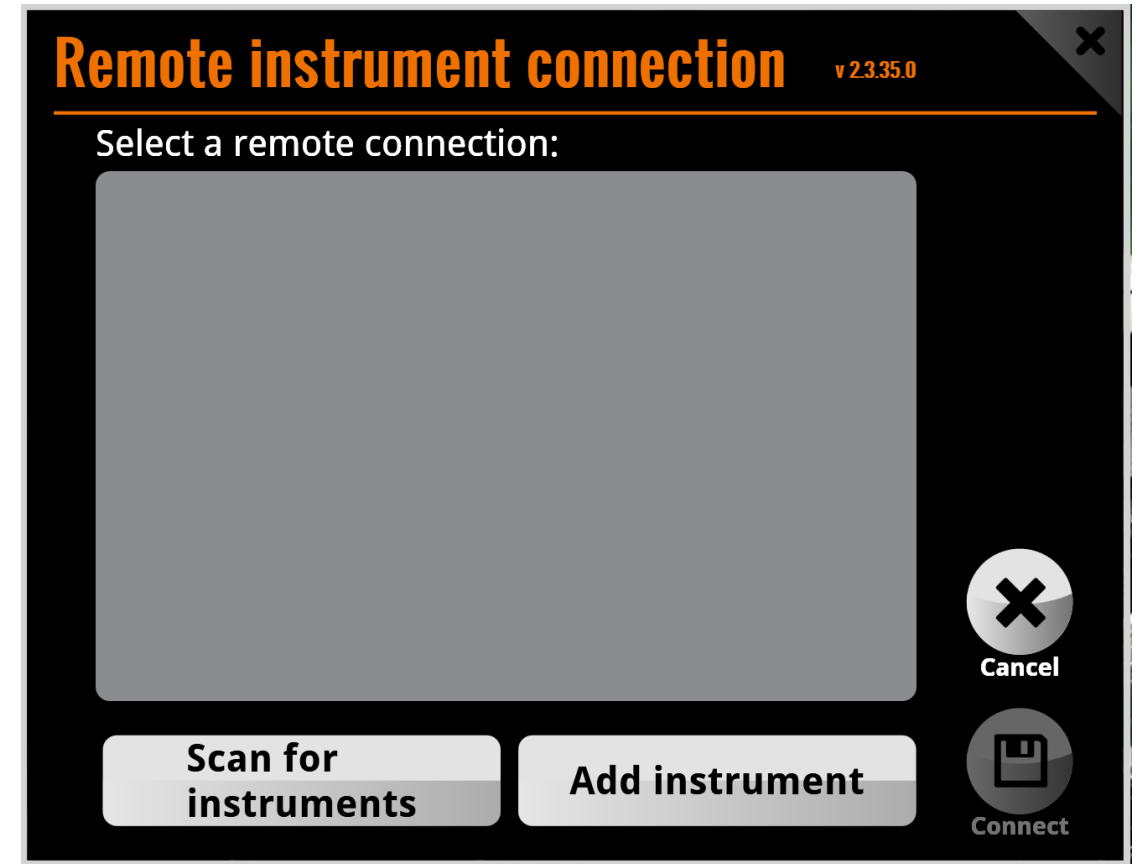 Remote instrument connection v 2.3.35.0
Select a remote connection:
Cancel
Scan for
instruments
Add instrument
Connect